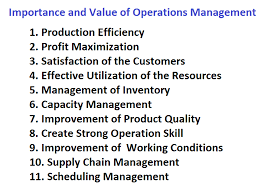 Importance and Value of Operations Management
1. Production Efficiency
2. Profit Maximization
3. Satisfaction of the Customers
4. Effective Utilization of the Resources
5. Management of Inventory
6. Capacity Management
7. Improvement of Product Quality
8. Create Strong Operation Skill
9. Improvement of  Working Conditions
10. Supply Chain Management
11. Scheduling Management